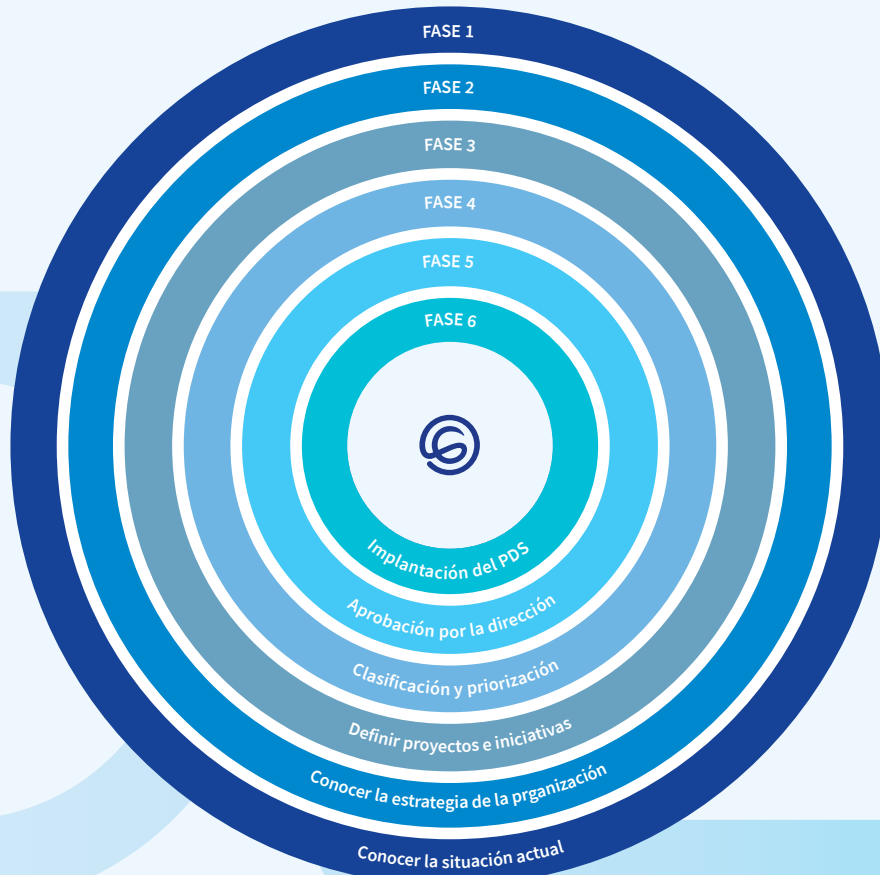 FASE 1
FASE 2
FASE 3
FASE 4
FASE 5
FASE 6
Implantación del PDS
Aprobación por la dirección
Clasificación y priorización
Definir proyectos e iniciativas
Conocer la estrategia de la prganización
Conocer la situación actual